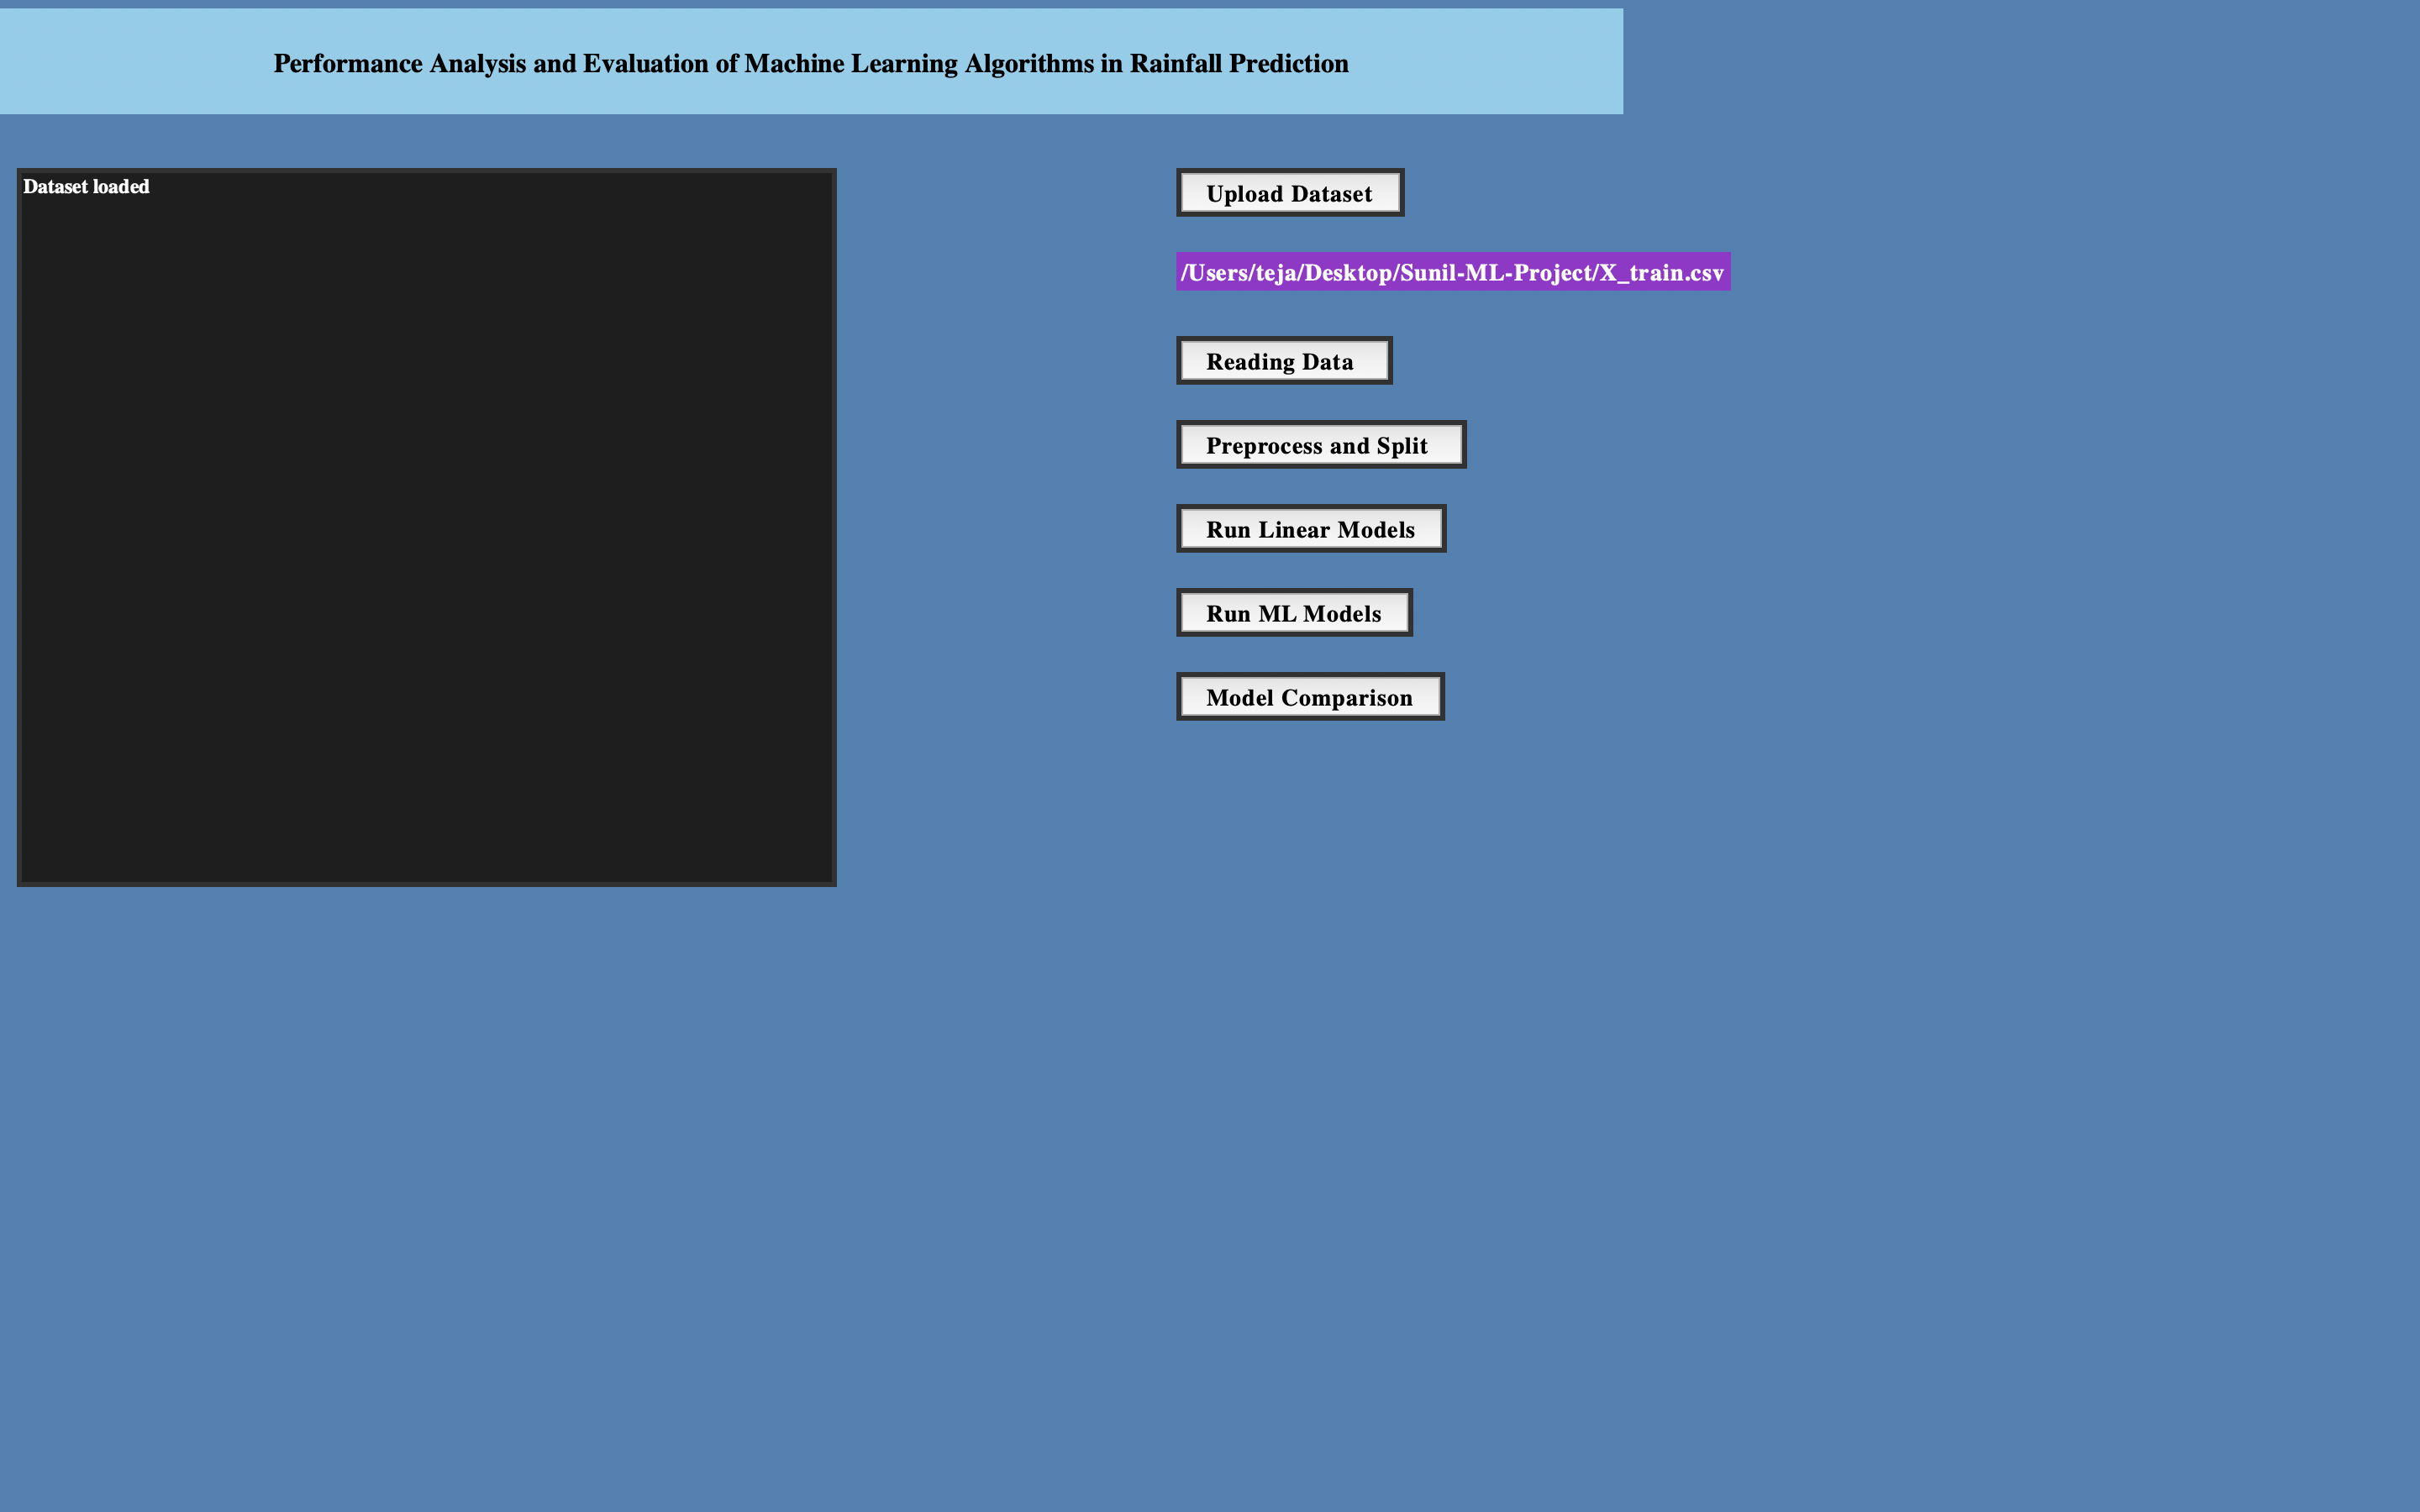 Performance Analysis and Evaluation of Machine Learning Algorithms in Rainfall Prediction
Dataset loaded
Upload Dataset
/Users/teja/Desktop/Sunil-ML-Project/X_train.csv
Reading Data
Preprocess and Split
Run Linear Models
Run ML Models
Model Comparison